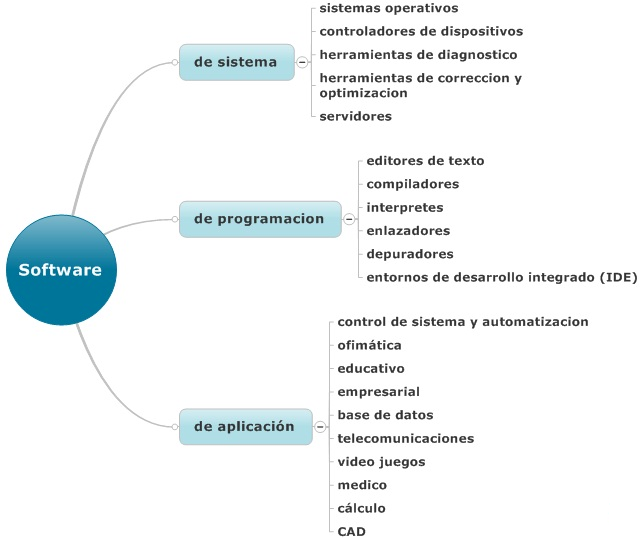 Software
de sistema
sistemas operativos
controladores de dispositivos
herramientas de diagnostico
herramientas de correccion y
optimizacion
servidores
de programacion
editores de texto
compiladores
interpretes
enlazadores
depuradores
entornos de desarrollo integrado (IDE)
de aplicación
control de sistema y automatizacion
ofimática
educativo
empresarial
base de datos
telecomunicaciones
video juegos
medico
cálculo
CAD